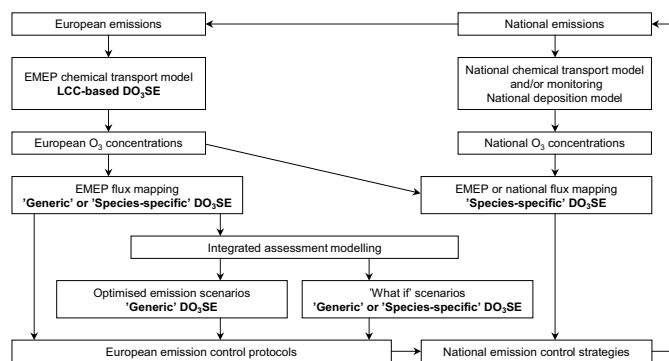 European emissions
National emissions
EMEP chemical transport model
LCC-based DO₃SE
National chemical transport model
and/or monitoring
National deposition model
European O₃ concentrations
National O₃ concentrations
EMEP flux mapping
'Generic' or 'Species-specific' DO₃SE
EMEP or national flux mapping
'Species-specific' DO₃SE
Integrated assessment modelling
Optimised emission scenarios
'Generic' DO₃SE
'What if' scenarios
'Generic' or 'Species-specific' DO₃SE
European emission control protocols
National emission control strategies